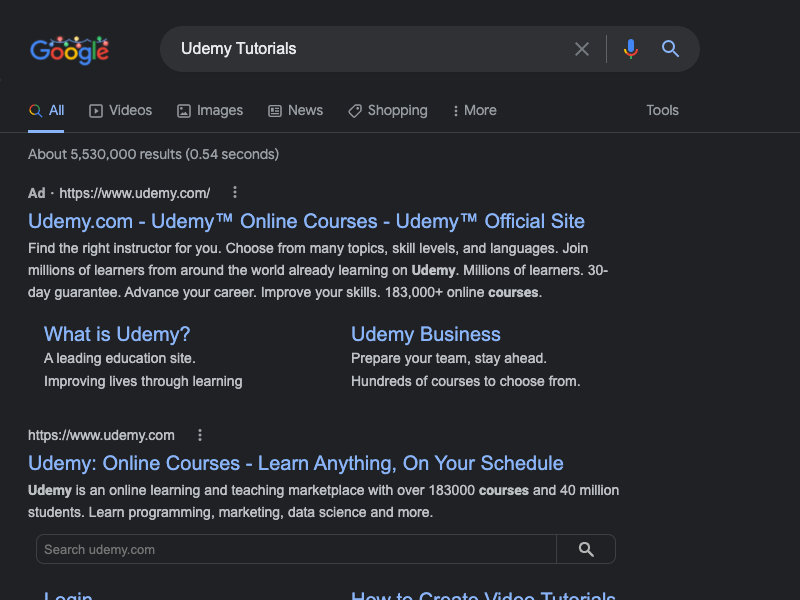 Google
Udemy Tutorials
All Videos Images News Shopping More Tools
About 5,530,000 results (0.54 seconds)
Ad · https://www.udemy.com/
Udemy.com - Udemy™ Online Courses - Udemy™ Official Site
Find the right instructor for you. Choose from many topics, skill levels, and languages. Join
millions of learners from around the world already learning on Udemy. Millions of learners. 30-
day guarantee. Advance your career. Improve your skills. 183,000+ online courses.
What is Udemy? Udemy Business
A leading education site. Prepare your team, stay ahead.
Improving lives through learning Hundreds of courses to choose from.
https://www.udemy.com
Udemy: Online Courses - Learn Anything, On Your Schedule
Udemy is an online learning and teaching marketplace with over 183000 courses and 40 million
students. Learn programming, marketing, data science and more.
Search udemy.com
Login How to Create Video Tutorials